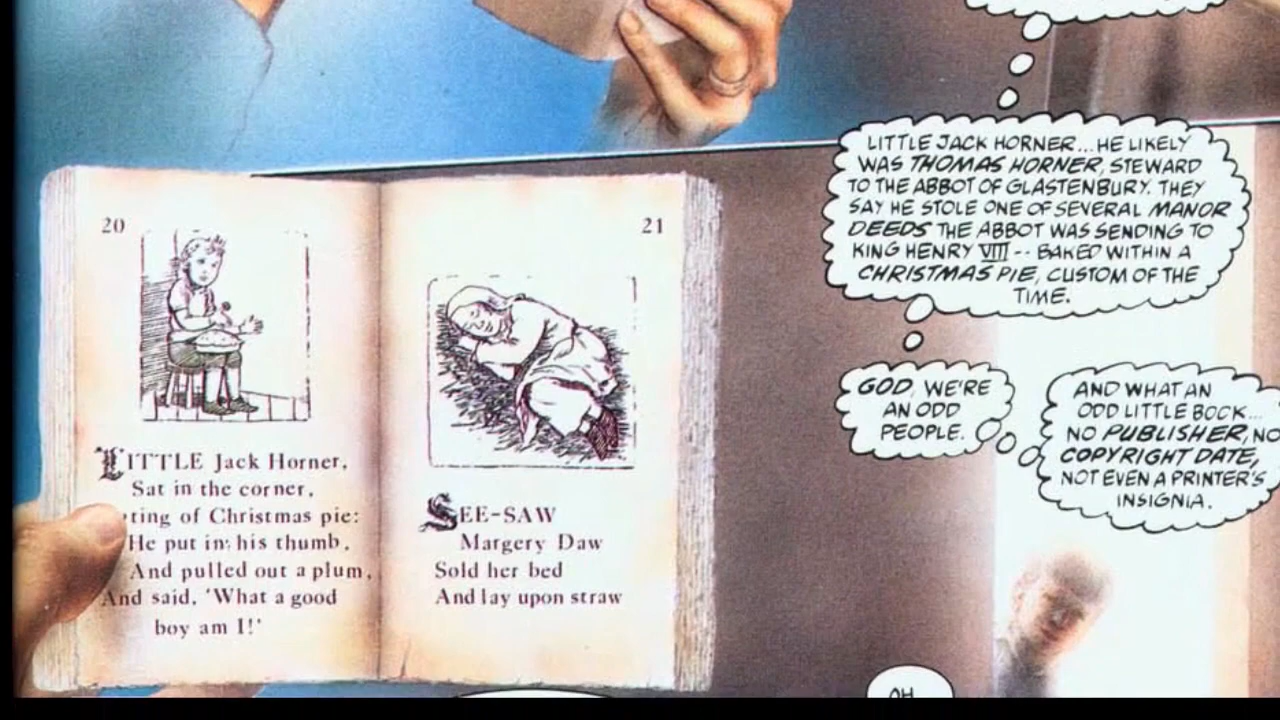 LITTLE JACK HORNER...HE LIKELY
WAS THOMAS HORNER, STEWARD
TO THE ABBOT OF GLASTENBURY. THEY
SAY HE STOLE ONE OF SEVERAL MANOR
DEEDS THE ABBOT WAS SENDING TO
KING HENRY VIII -- BAKED WITHIN A
CHRISTMAS PIE, CUSTOM OF THE
TIME.
20
LITTLE Jack Horner,
Sat in the corner,
ting of Christmas pie:
He put in his thumb,
And pulled out a plum,
And said, 'What a good
boy am I!'
21
SEE-SAW
Margery Daw
Sold her bed
And lay upon straw
GOD, WE'RE
AN ODD
PEOPLE.
AND WHAT AN
ODD LITTLE BOOK...
NO PUBLISHER, NO
COPYRIGHT DATE,
NOT EVEN A PRINTER'S
INSIGNIA.
OH